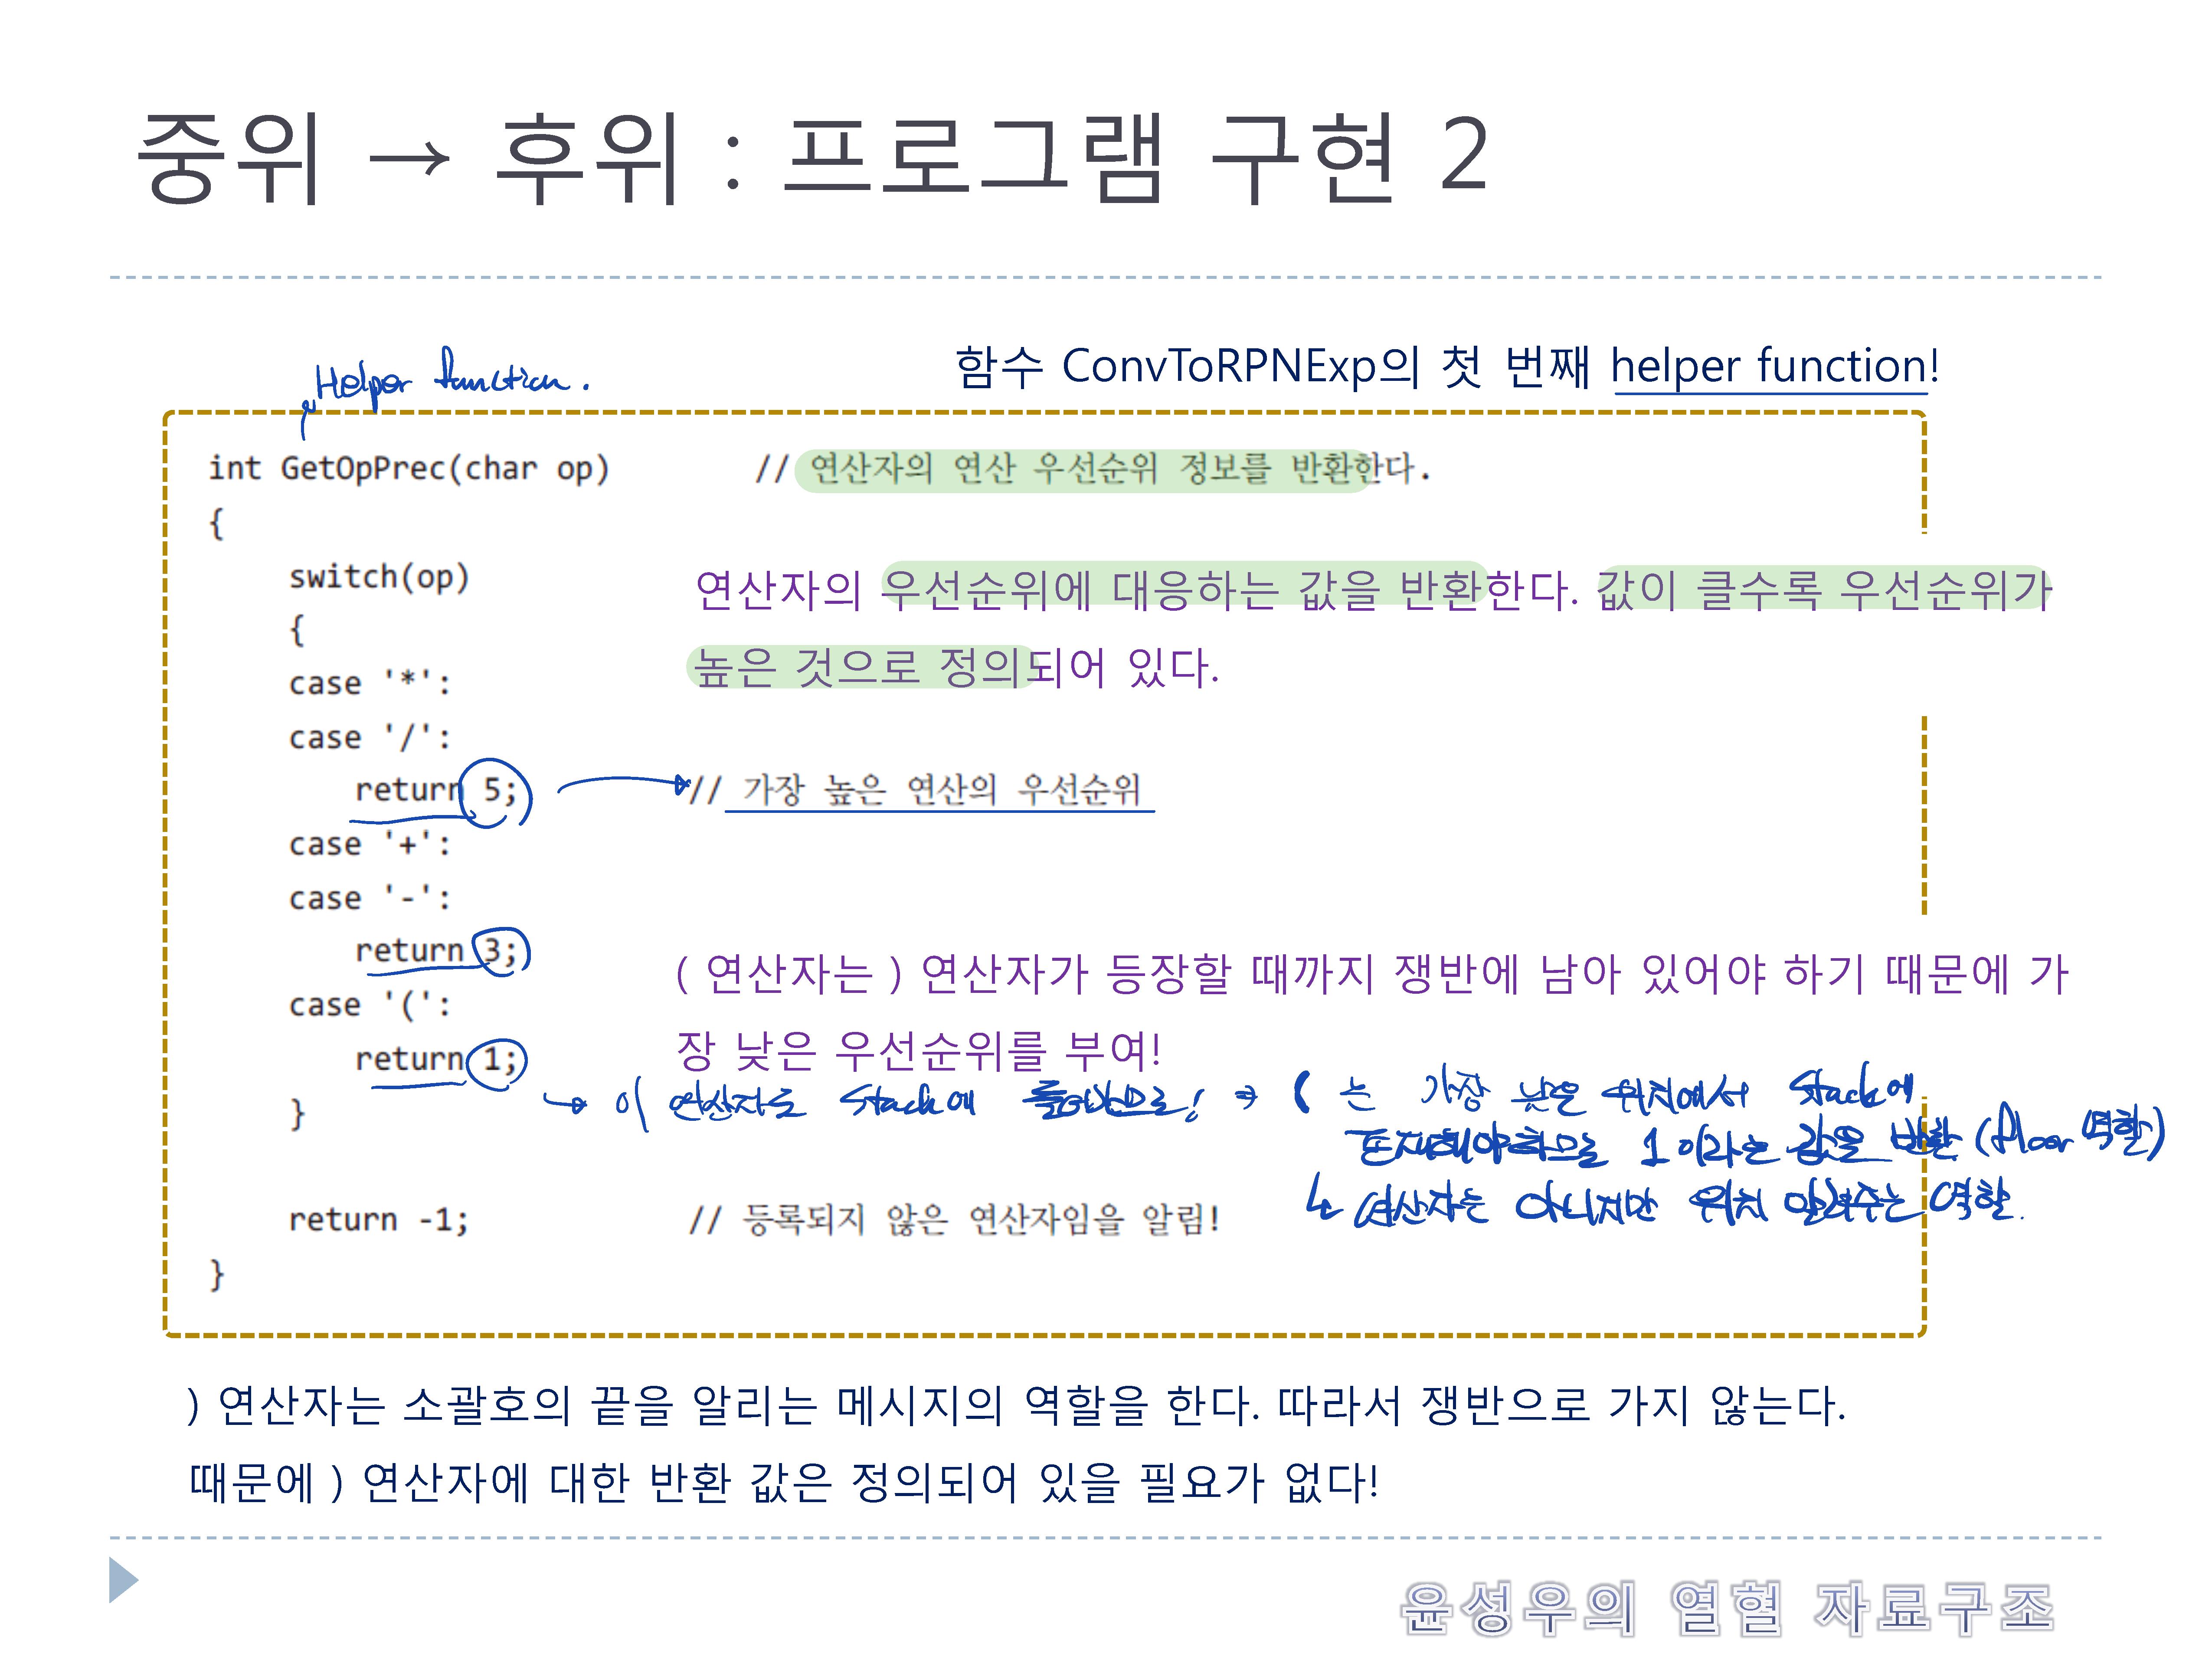 중위 → 후위 : 프로그램 구현 2
함수 ConvToRPNExp의 첫 번째 helper function!
Helper function.
int GetOpPrec(char op) // 연산자의 연산 우선순위 정보를 반환한다.
{
switch(op)
연산자의 우선순위에 대응하는 값을 반환한다. 값이 클수록 우선순위가
{
높은 것으로 정의되어 있다.
case '*':
case '/':
return 5; // 가장 높은 연산의 우선순위
case '+':
case '-':
return 3;
( 연산자는 ) 연산자가 등장할 때까지 쟁반에 남아 있어야 하기 때문에 가
case '(':
장 낮은 우선순위를 부여!
return 1;
이 연산자도 stack에 들어가므로! ⇒ ( 는 가장 낮은 위치에서 stack에
}
존재해야하므로 1이라는 값을 반환 (floor 역할)
연산자는 아니지만 위치 알려주는 역할.
return -1; // 등록되지 않은 연산자임을 알림!
}
) 연산자는 소괄호의 끝을 알리는 메시지의 역할을 한다. 따라서 쟁반으로 가지 않는다.
때문에 ) 연산자에 대한 반환 값은 정의되어 있을 필요가 없다!
윤성우의 열혈 자료구조